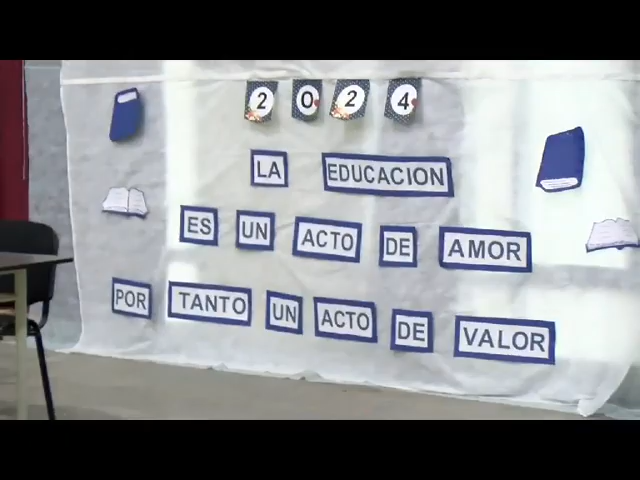 2024
LA EDUCACION
ES UN ACTO DE AMOR
POR TANTO UN ACTO DE VALOR